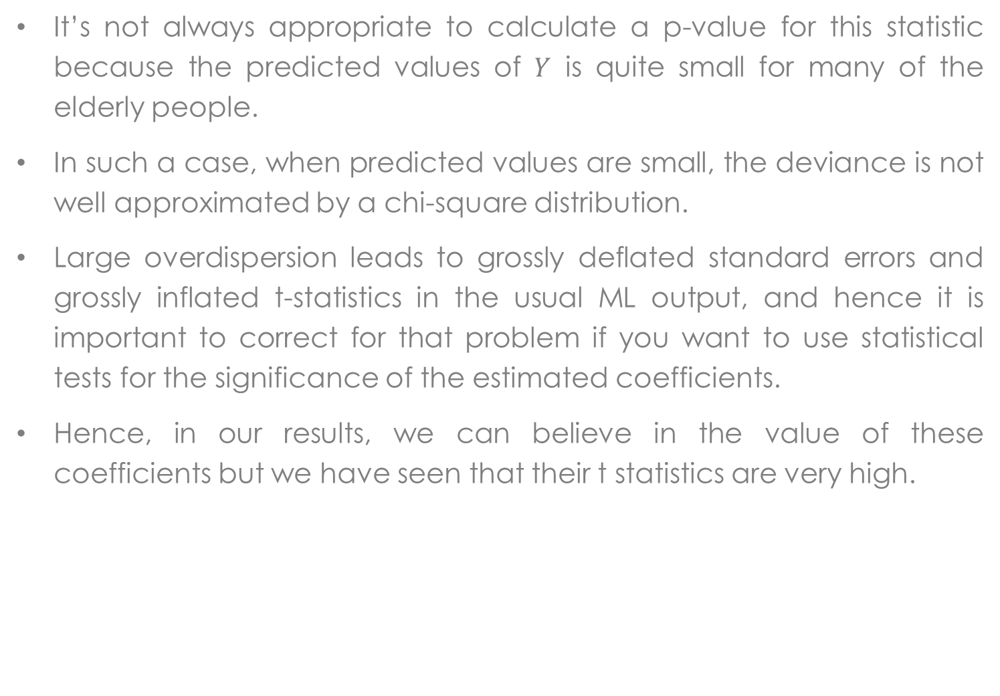 • It’s not always appropriate to calculate a p-value for this statistic
because the predicted values of Y is quite small for many of the
elderly people.
• In such a case, when predicted values are small, the deviance is not
well approximated by a chi-square distribution.
• Large overdispersion leads to grossly deflated standard errors and
grossly inflated t-statistics in the usual ML output, and hence it is
important to correct for that problem if you want to use statistical
tests for the significance of the estimated coefficients.
• Hence, in our results, we can believe in the value of these
coefficients but we have seen that their t statistics are very high.